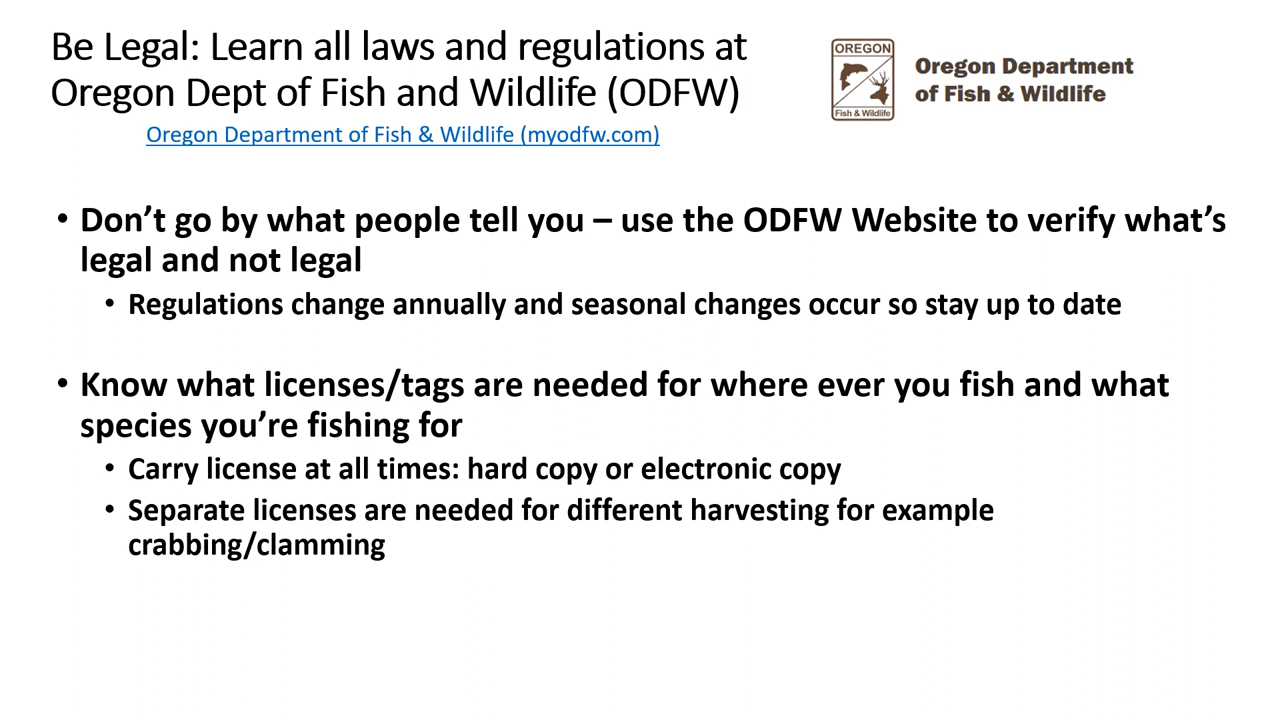 Be Legal: Learn all laws and regulations at
Oregon Dept of Fish and Wildlife (ODFW)
Oregon Department of Fish & Wildlife (myodfw.com)
OREGON
Fish & Wildlife
Oregon Department
of Fish & Wildlife
• Don’t go by what people tell you – use the ODFW Website to verify what’s
legal and not legal
• Regulations change annually and seasonal changes occur so stay up to date
• Know what licenses/tags are needed for where ever you fish and what
species you’re fishing for
• Carry license at all times: hard copy or electronic copy
• Separate licenses are needed for different harvesting for example
crabbing/clamming